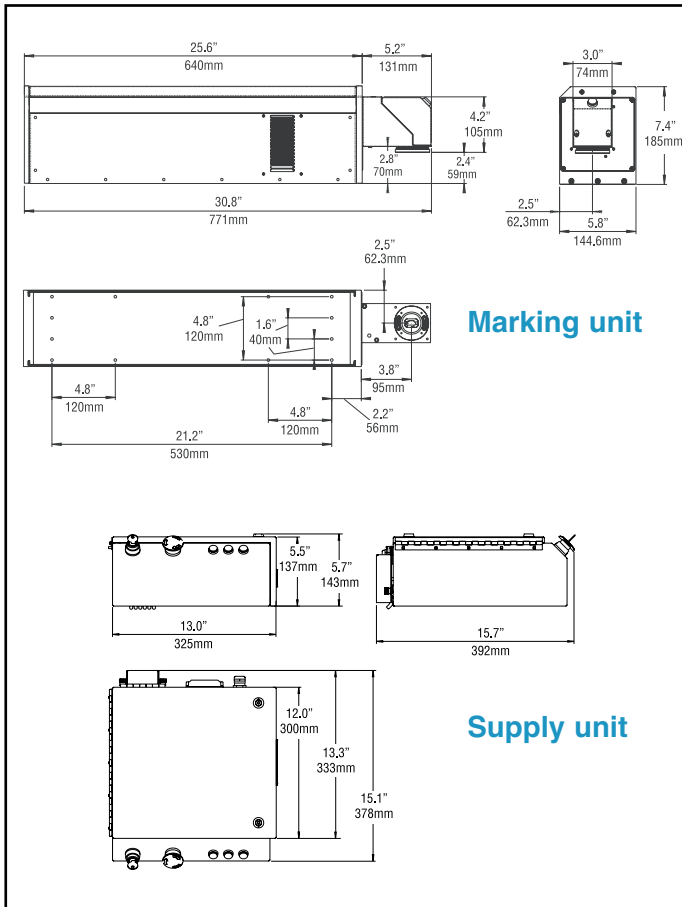 25.6”
640mm
5.2”
131mm
3.0”
74mm
4.2”
105mm
7.4”
185mm
2.8”
70mm
2.4”
59mm
30.8”
771mm
2.5”
62.3mm
5.8”
144.6mm
2.5”
62.3mm
4.8”
120mm
1.6”
40mm
Marking unit
3.8”
95mm
4.8”
120mm
4.8”
120mm
2.2”
56mm
21.2”
530mm
5.5”
137mm
5.7”
143mm
13.0”
325mm
15.7”
392mm
12.0”
300mm
13.3”
333mm
Supply unit
15.1”
378mm